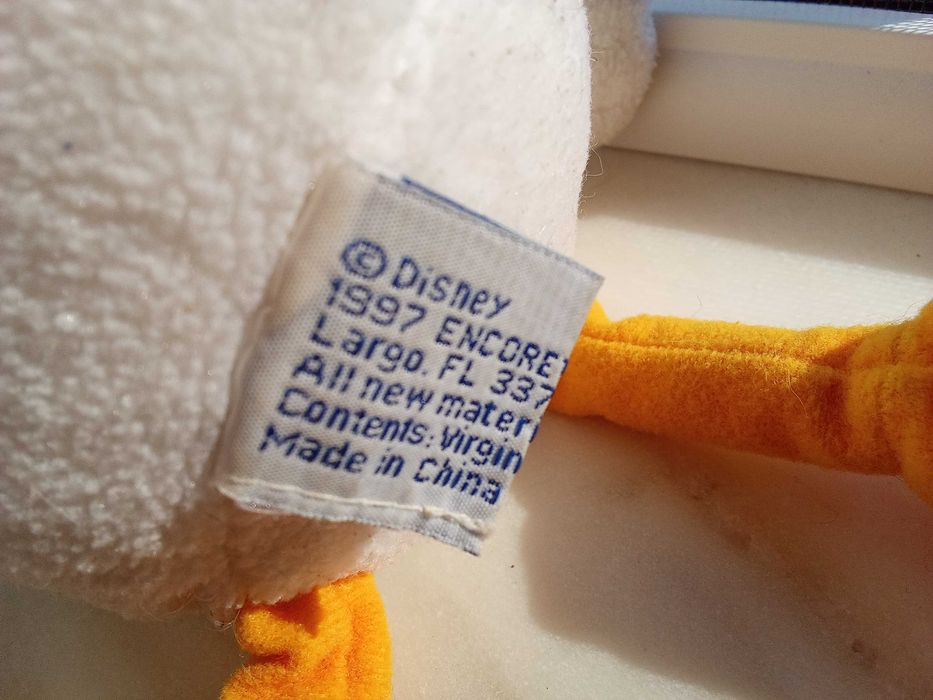 © Disney
1997 ENCORE
Largo. FL 337
All new mater
Contents: Virgin
Made in China